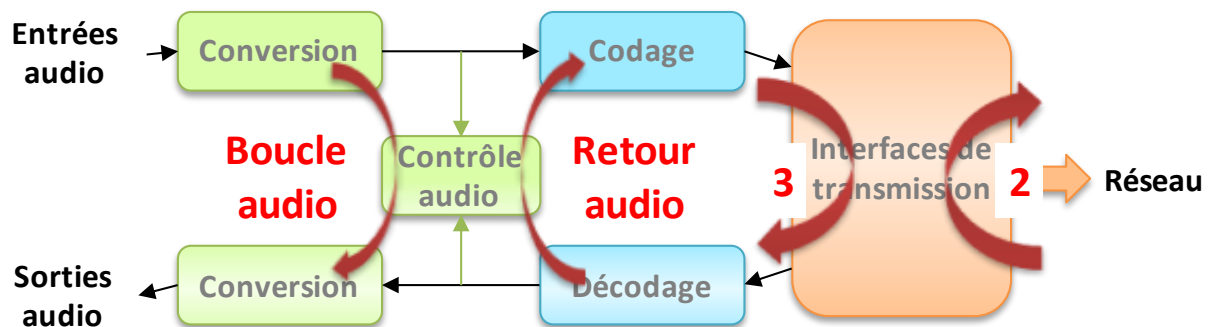 Entrées
audio
Conversion
Codage
Boucle
audio
Contrôle
audio
Retour
audio
3
Interfaces de
transmission
2
Réseau
Sorties
audio
Conversion
Décodage